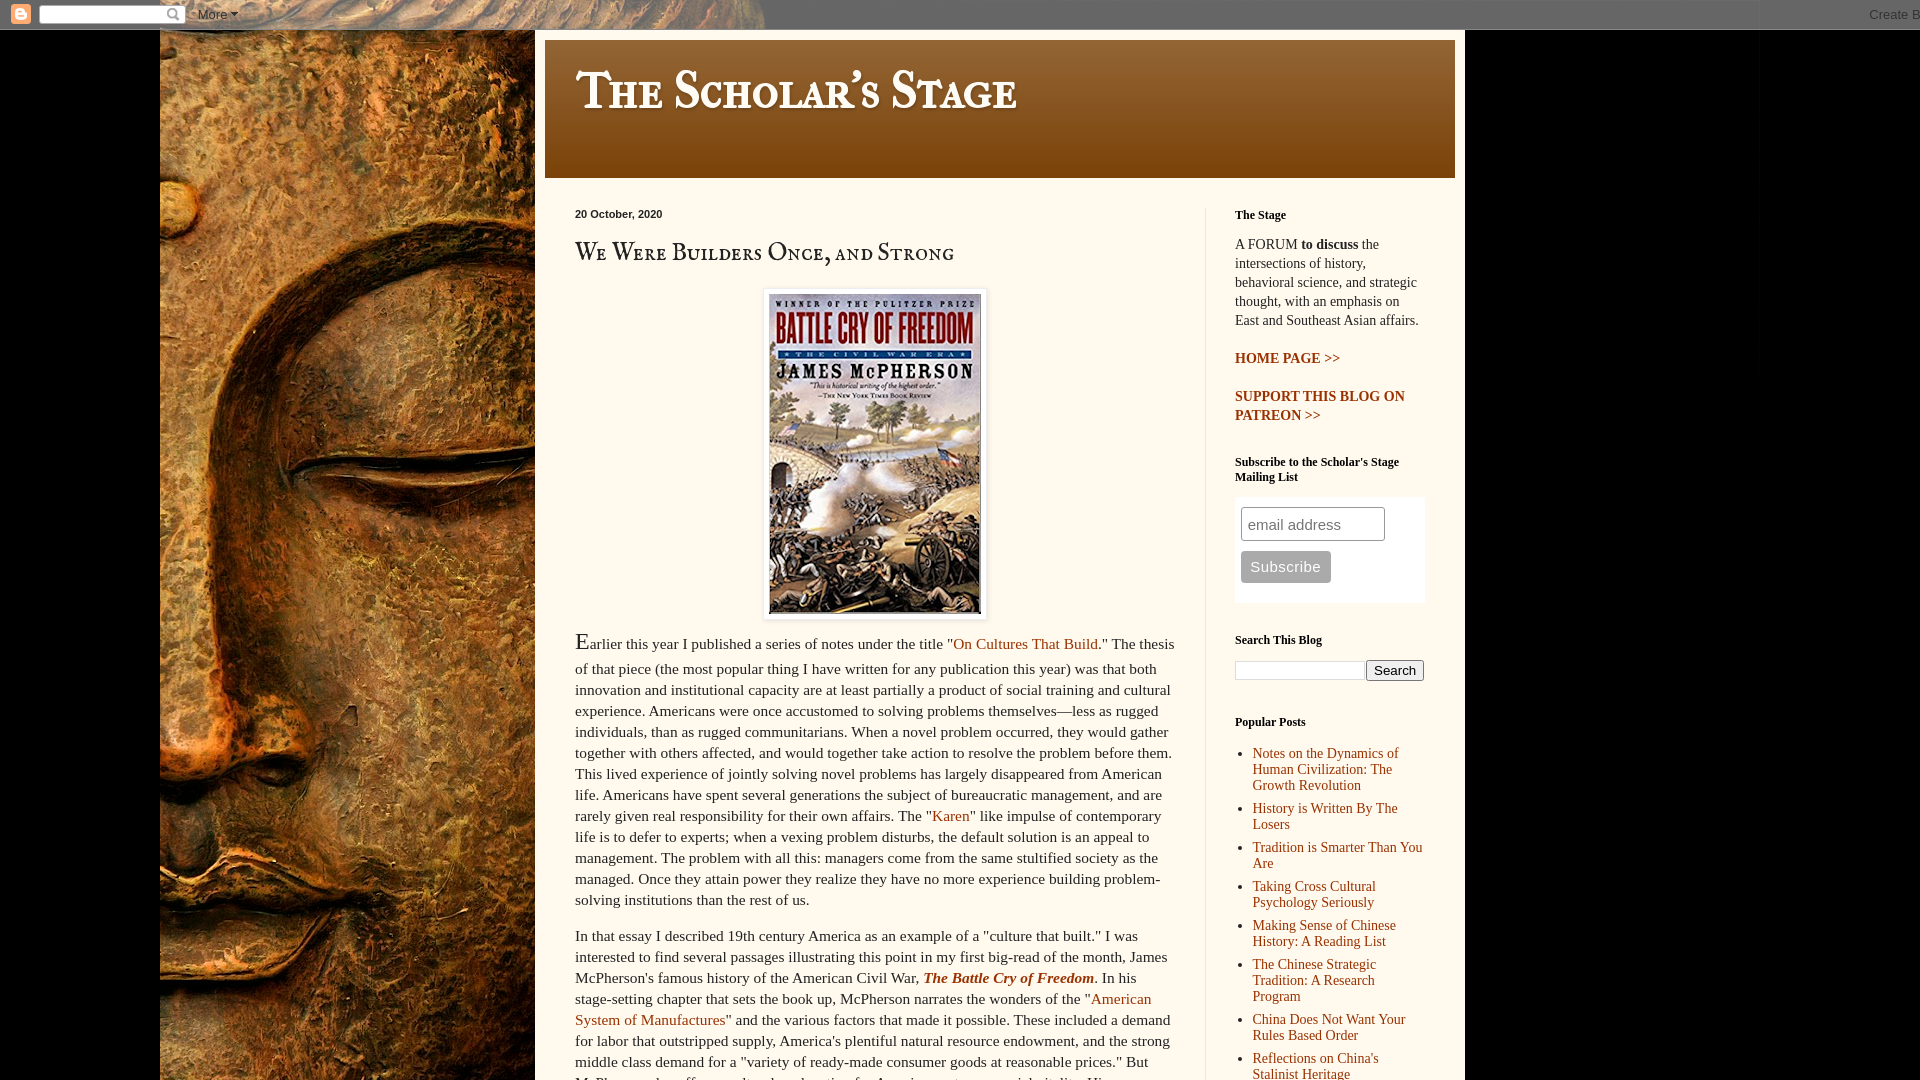 More
Create B
The Scholar's Stage
20 October, 2020
We Were Builders Once, and Strong
WINNER OF THE PULITZER PRIZE
BATTLE CRY OF FREEDOM
THE CIVIL WAR ERA
JAMES McPHERSON
"This is historical writing of the highest order."
—THE NEW YORK TIMES BOOK REVIEW
Earlier this year I published a series of notes under the title "On Cultures That Build." The thesis
of that piece (the most popular thing I have written for any publication this year) was that both
innovation and institutional capacity are at least partially a product of social training and cultural
experience. Americans were once accustomed to solving problems themselves—less as rugged
individuals, than as rugged communitarians. When a novel problem occurred, they would gather
together with others affected, and would together take action to resolve the problem before them.
This lived experience of jointly solving novel problems has largely disappeared from American
life. Americans have spent several generations the subject of bureaucratic management, and are
rarely given real responsibility for their own affairs. The "Karen" like impulse of contemporary
life is to defer to experts; when a vexing problem disturbs, the default solution is an appeal to
management. The problem with all this: managers come from the same stultified society as the
managed. Once they attain power they realize they have no more experience building problem-
solving institutions than the rest of us.
In that essay I described 19th century America as an example of a "culture that built." I was
interested to find several passages illustrating this point in my first big-read of the month, James
McPherson's famous history of the American Civil War, The Battle Cry of Freedom. In his
stage-setting chapter that sets the book up, McPherson narrates the wonders of the "American
System of Manufactures" and the various factors that made it possible. These included a demand
for labor that outstripped supply, America's plentiful natural resource endowment, and the strong
middle class demand for a "variety of ready-made consumer goods at reasonable prices." But
The Stage
A FORUM to discuss the
intersections of history,
behavioral science, and strategic
thought, with an emphasis on
East and Southeast Asian affairs.
HOME PAGE >>
SUPPORT THIS BLOG ON
PATREON >>
Subscribe to the Scholar's Stage
Mailing List
email address
Subscribe
Search This Blog
Search
Popular Posts
Notes on the Dynamics of
Human Civilization: The
Growth Revolution
History is Written By The
Losers
Tradition is Smarter Than You
Are
Taking Cross Cultural
Psychology Seriously
Making Sense of Chinese
History: A Reading List
The Chinese Strategic
Tradition: A Research
Program
China Does Not Want Your
Rules Based Order
Reflections on China's
Stalinist Heritage